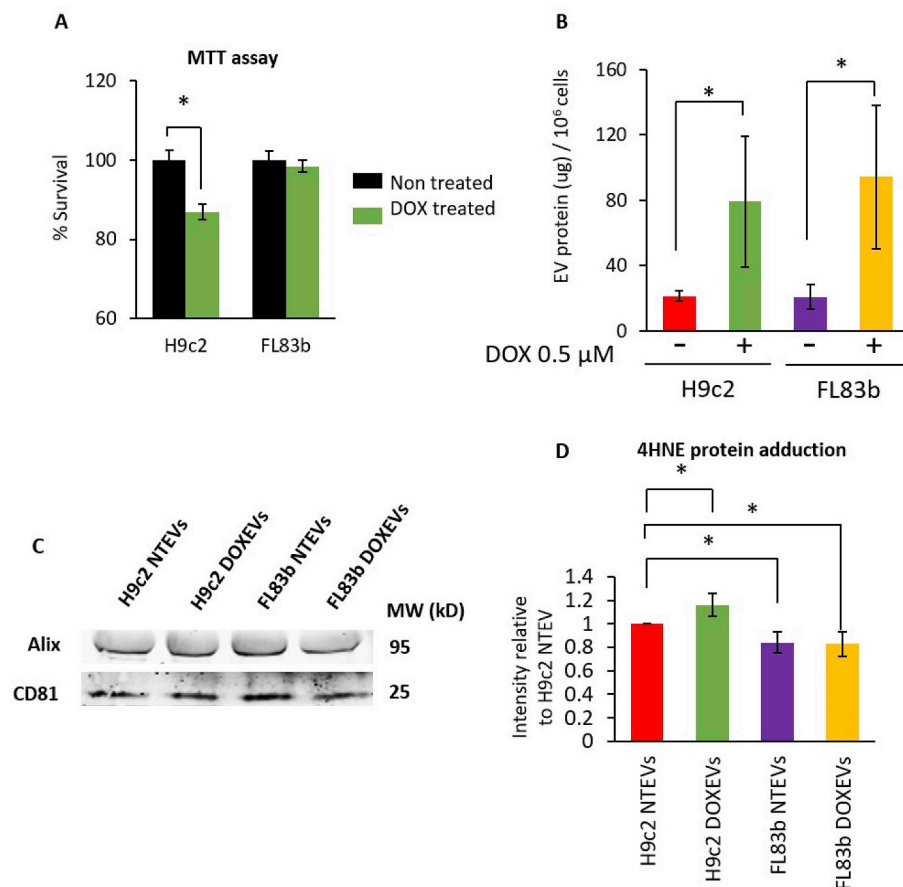 A
MTT assay
120
100
80
60
% Survival
*
H9c2
FL83b
Non treated
DOX treated
B
EV protein (ug) / 10⁶ cells
160
120
80
40
0
*
*
DOX 0.5 µM
− + − +
H9c2
FL83b
C
H9c2 NTEVs
H9c2 DOXEVs
FL83b NTEVs
FL83b DOXEVs
MW (kD)
Alix
95
CD81
25
D
4HNE protein adduction
*
*
*
Intensity relative
to H9c2 NTEV
1.4
1.2
1
0.8
0.6
0.4
0.2
0
H9c2 NTEVs
H9c2 DOXEVs
FL83b NTEVs
FL83b DOXEVs